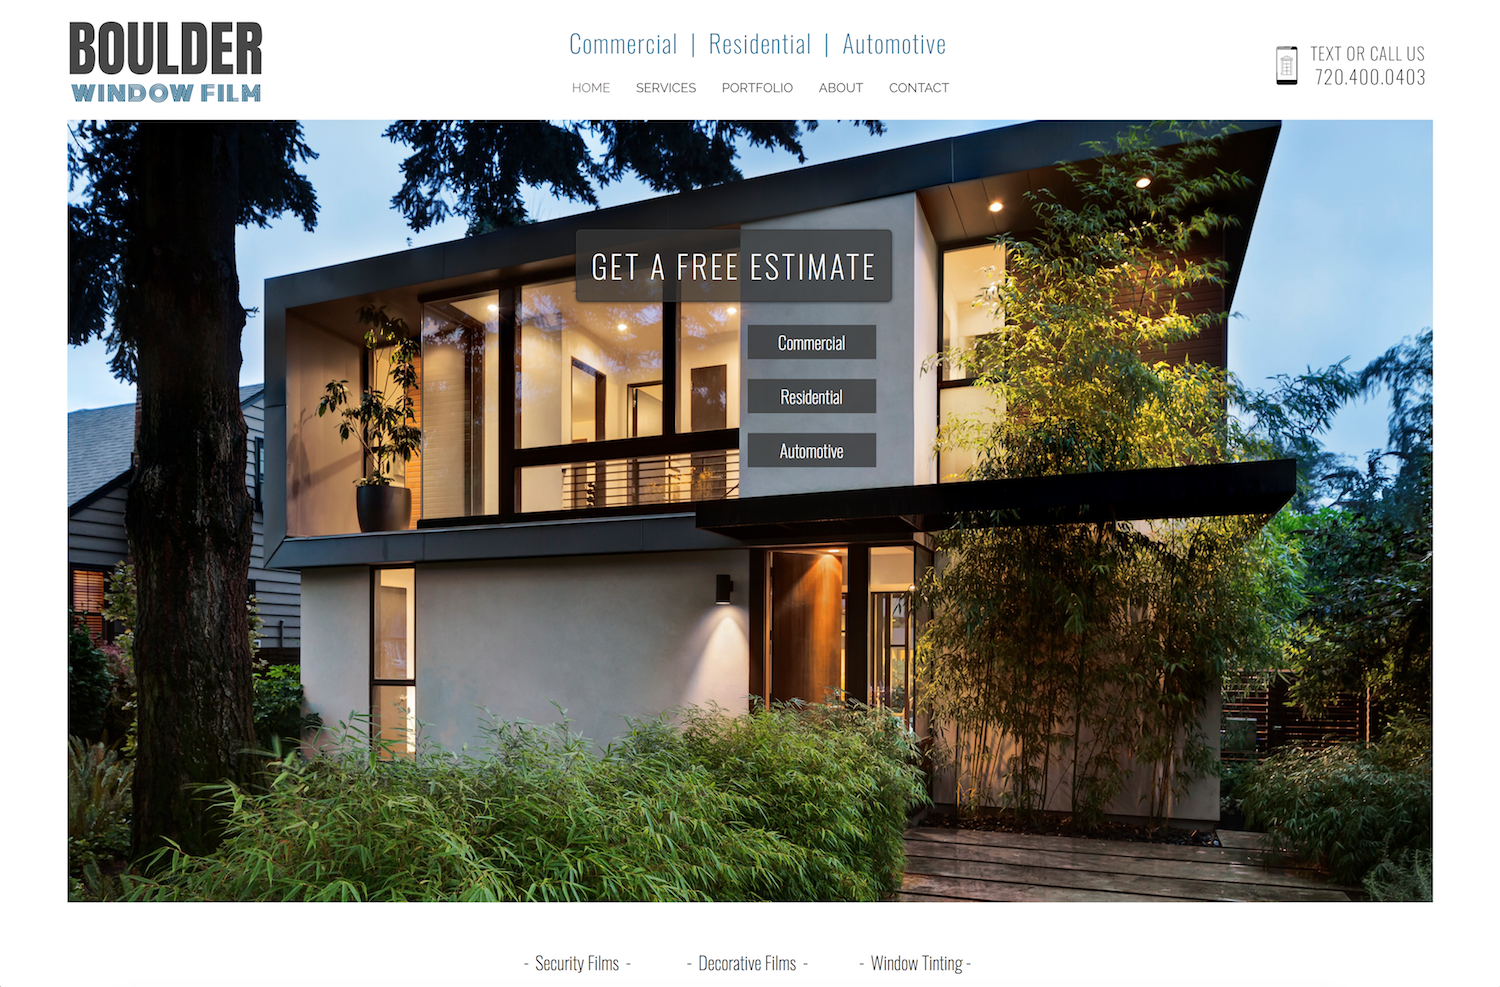 BOULDER
WINDOW FILM
Commercial | Residential | Automotive
HOME SERVICES PORTFOLIO ABOUT CONTACT
TEXT OR CALL US
720.400.0403
GET A FREE ESTIMATE
Commercial
Residential
Automotive
- Security Films - - Decorative Films - - Window Tinting -